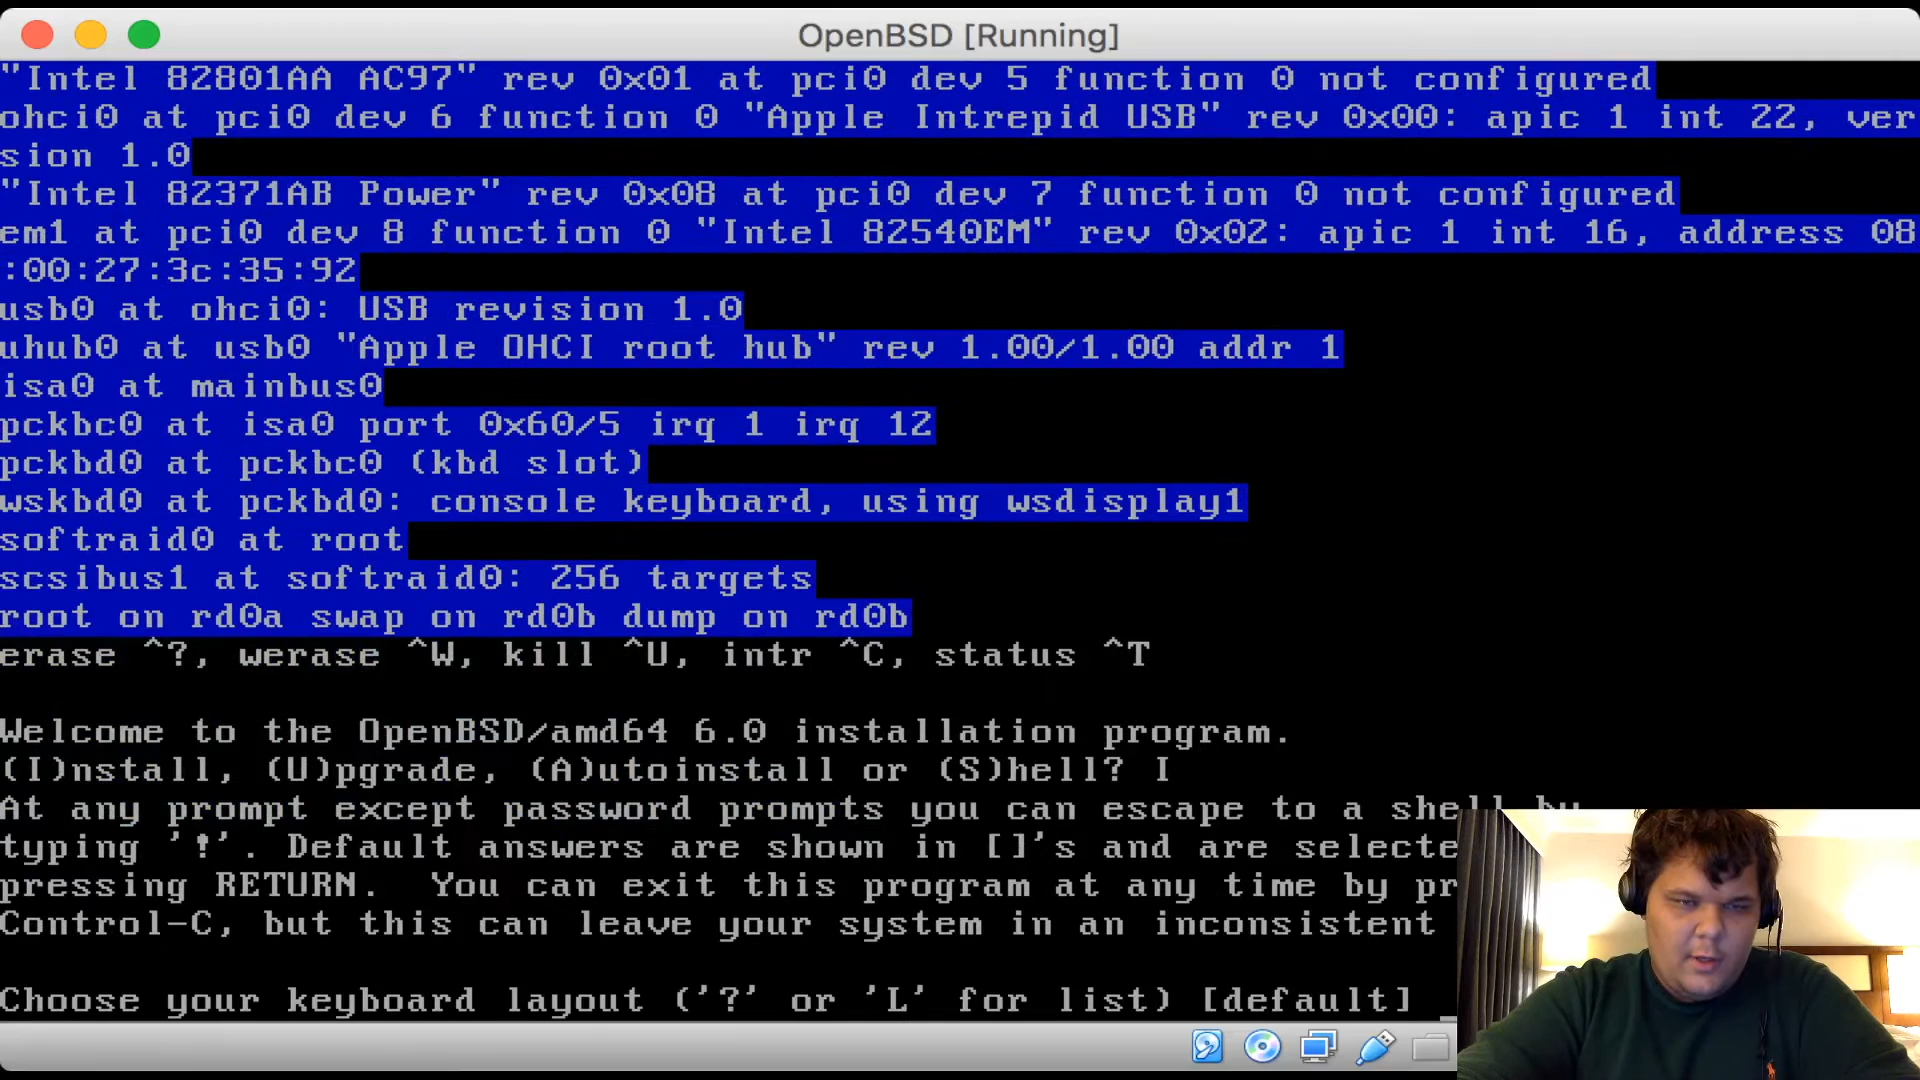 OpenBSD [Running]
"Intel 82801AA AC97" rev 0x01 at pci0 dev 5 function 0 not configured
ohci0 at pci0 dev 6 function 0 "Apple Intrepid USB" rev 0x00: apic 1 int 22, ver
sion 1.0
"Intel 82371AB Power" rev 0x08 at pci0 dev 7 function 0 not configured
em1 at pci0 dev 8 function 0 "Intel 82540EM" rev 0x02: apic 1 int 16, address 08
:00:27:3c:35:92
usb0 at ohci0: USB revision 1.0
uhub0 at usb0 "Apple OHCI root hub" rev 1.00/1.00 addr 1
isa0 at mainbus0
pckbc0 at isa0 port 0x60/5 irq 1 irq 12
pckbd0 at pckbc0 (kbd slot)
wskbd0 at pckbd0: console keyboard, using wsdisplay1
softraid0 at root
scsibus1 at softraid0: 256 targets
root on rd0a swap on rd0b dump on rd0b
erase ^?, werase ^W, kill ^U, intr ^C, status ^T
Welcome to the OpenBSD/amd64 6.0 installation program.
(I)nstall, (U)pgrade, (A)utoinstall or (S)hell? I
At any prompt except password prompts you can escape to a shell by
typing '!'. Default answers are shown in []'s and are selecte
pressing RETURN.  You can exit this program at any time by pr
Control-C, but this can leave your system in an inconsistent
Choose your keyboard layout ('?' or 'L' for list) [default]